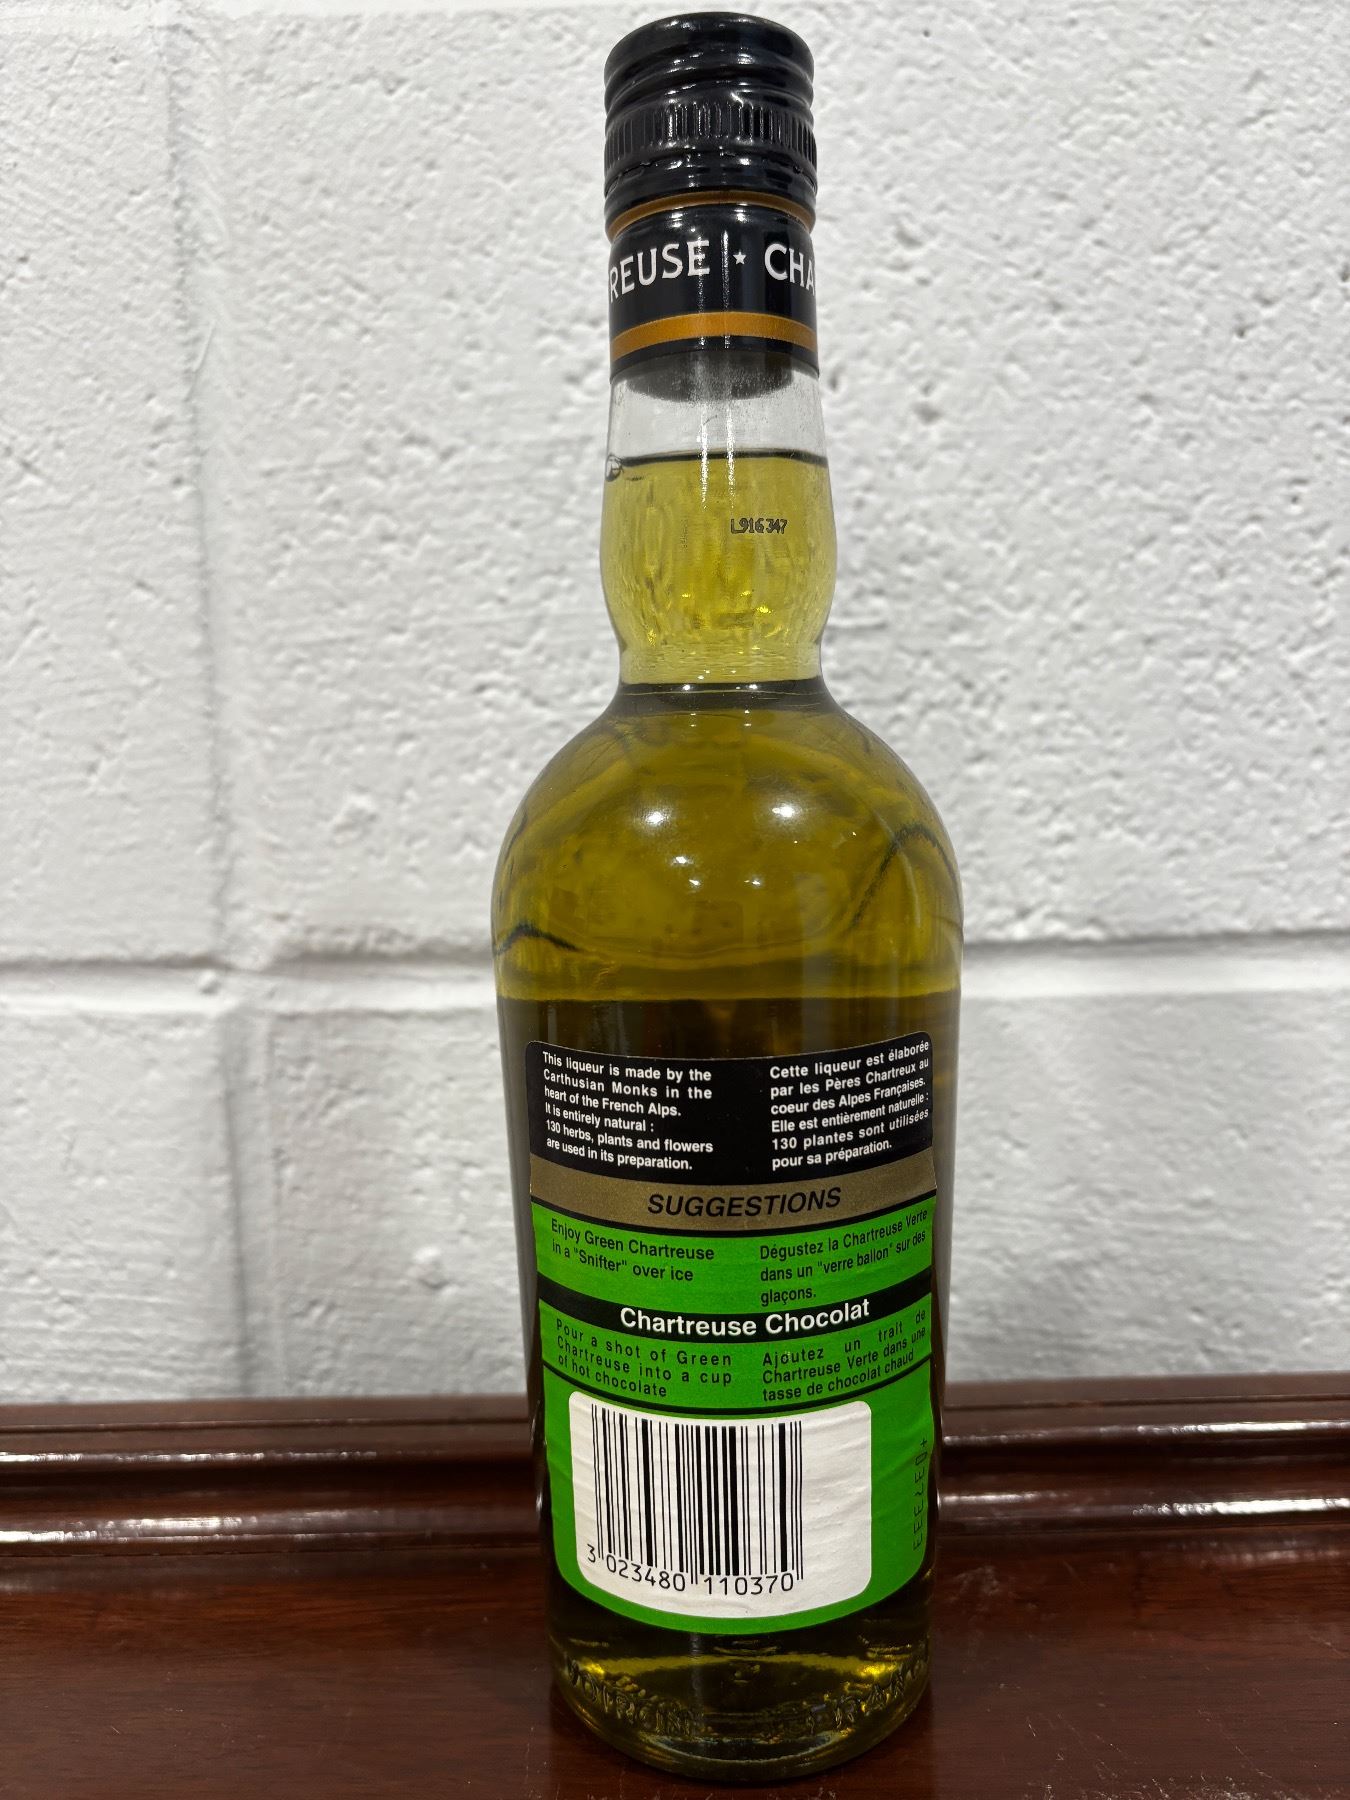 REUSE ★ CHA
L916347
This liqueur is made by the
Carthusian Monks in the
heart of the French Alps.
It is entirely natural :
130 herbs, plants and flowers
are used in its preparation.
Cette liqueur est élaborée
par les Pères Chartreux au
coeur des Alpes Françaises.
Elle est entièrement naturelle :
130 plantes sont utilisées
pour sa préparation.
SUGGESTIONS
Enjoy Green Chartreuse
in a "Snifter" over ice
Dégustez la Chartreuse Verte
dans un "verre ballon" sur des
glaçons.
Chartreuse Chocolat
Pour a shot of Green
Chartreuse into a cup
of hot chocolate
Ajoutez un trait de
Chartreuse Verte dans une
tasse de chocolat chaud
3 023480 110370
VOIRON